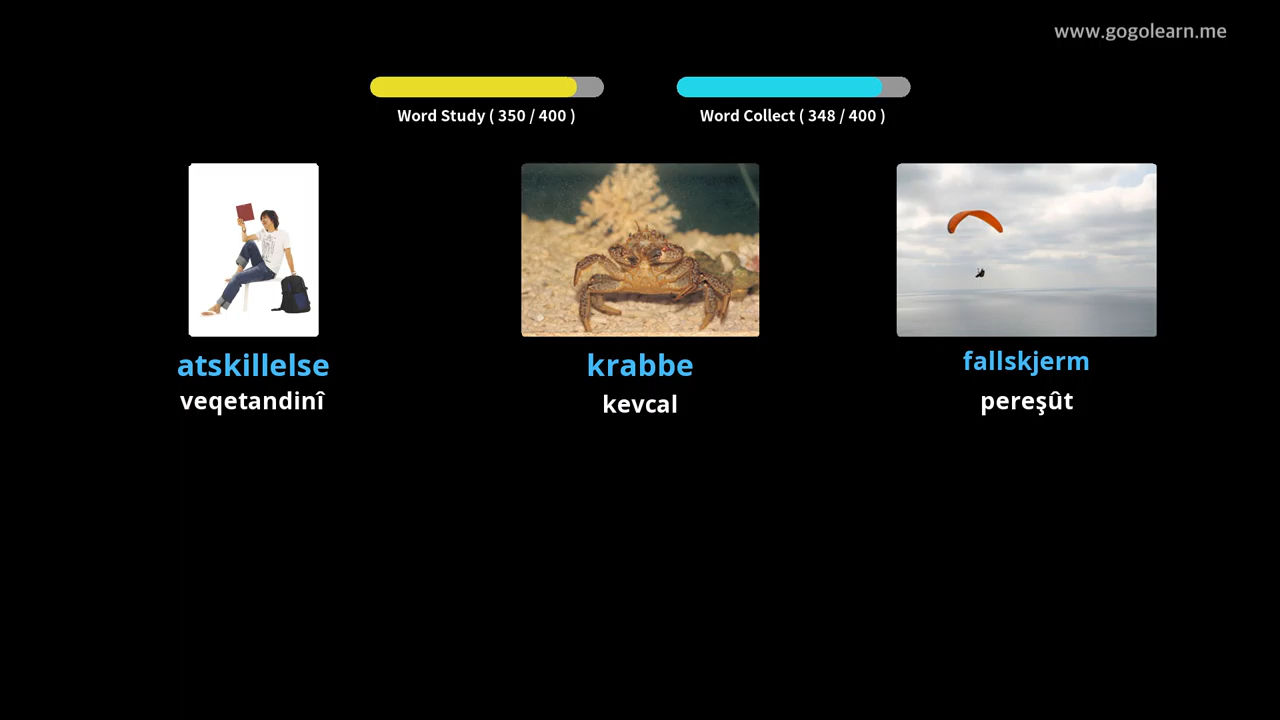 www.gogolearn.me
Word Study ( 350 / 400 )
Word Collect ( 348 / 400 )
atskillelse
krabbe
fallskjerm
veqetandinî
kevcal
pereşût